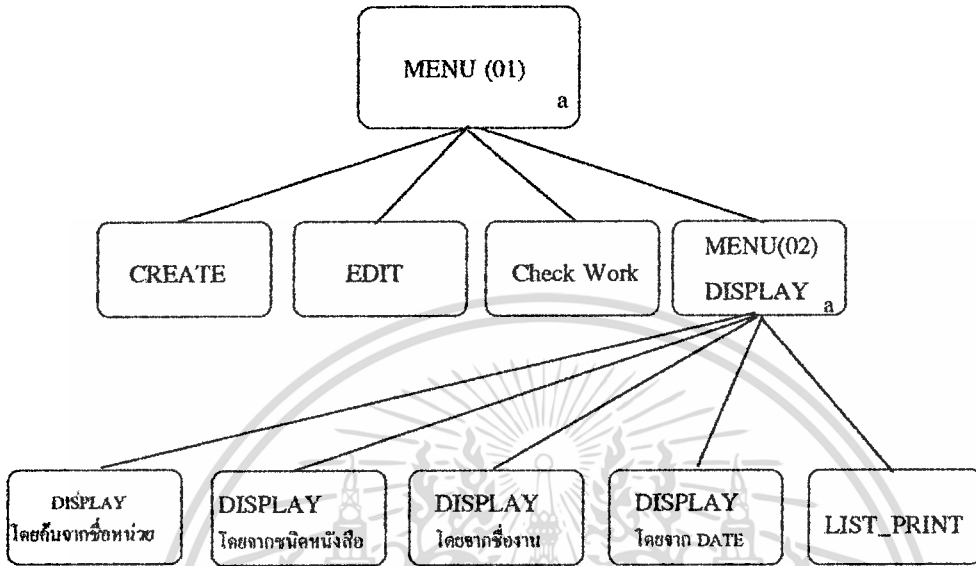 MENU (01)
a
CREATE
EDIT
Check Work
MENU(02)
DISPLAY
a
DISPLAY
โดยค้นจากชื่อหน่วย
DISPLAY
โดยจากชนิดหนังสือ
DISPLAY
โดยจากชื่องาน
DISPLAY
โดยจาก DATE
LIST_PRINT